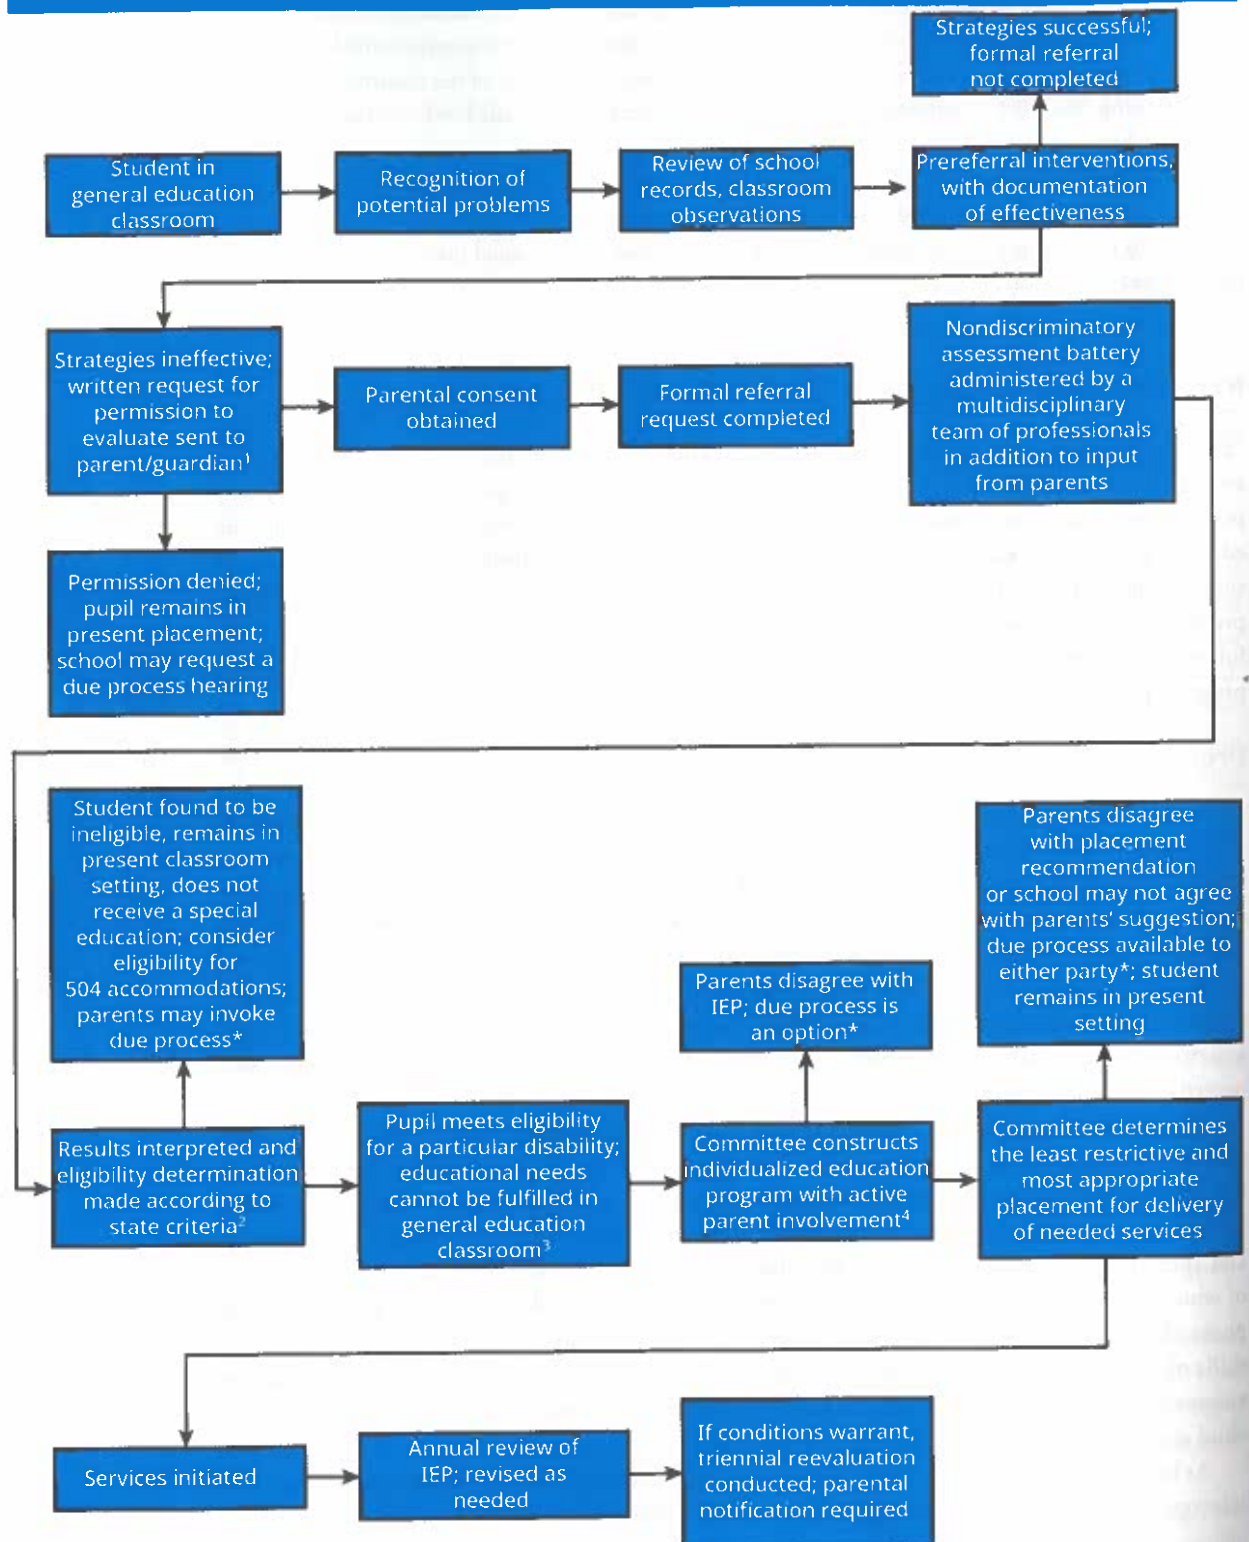 Strategies successful;
formal referral
not completed
Student in
general education
classroom
Recognition of
potential problems
Review of school
records, classroom
observations
Prereferral interventions,
with documentation
of effectiveness
Strategies ineffective;
written request for
permission to
evaluate sent to
parent/guardian¹
Parental consent
obtained
Formal referral
request completed
Nondiscriminatory
assessment battery
administered by a
multidisciplinary
team of professionals
in addition to input
from parents
Permission denied;
pupil remains in
present placement;
school may request a
due process hearing
Student found to be
ineligible, remains in
present classroom
setting, does not
receive a special
education; consider
eligibility for
504 accommodations;
parents may invoke
due process*
Parents disagree with
IEP; due process is
an option*
Parents disagree
with placement
recommendation
or school may not agree
with parents' suggestion;
due process available to
either party*; student
remains in present
setting
Results interpreted and
eligibility determination
made according to
state criteria²
Pupil meets eligibility
for a particular disability;
educational needs
cannot be fulfilled in
general education
classroom³
Committee constructs
individualized education
program with active
parent involvement⁴
Committee determines
the least restrictive and
most appropriate
placement for delivery
of needed services
Services initiated
Annual review of
IEP; revised as
needed
If conditions warrant,
triennial reevaluation
conducted; parental
notification required